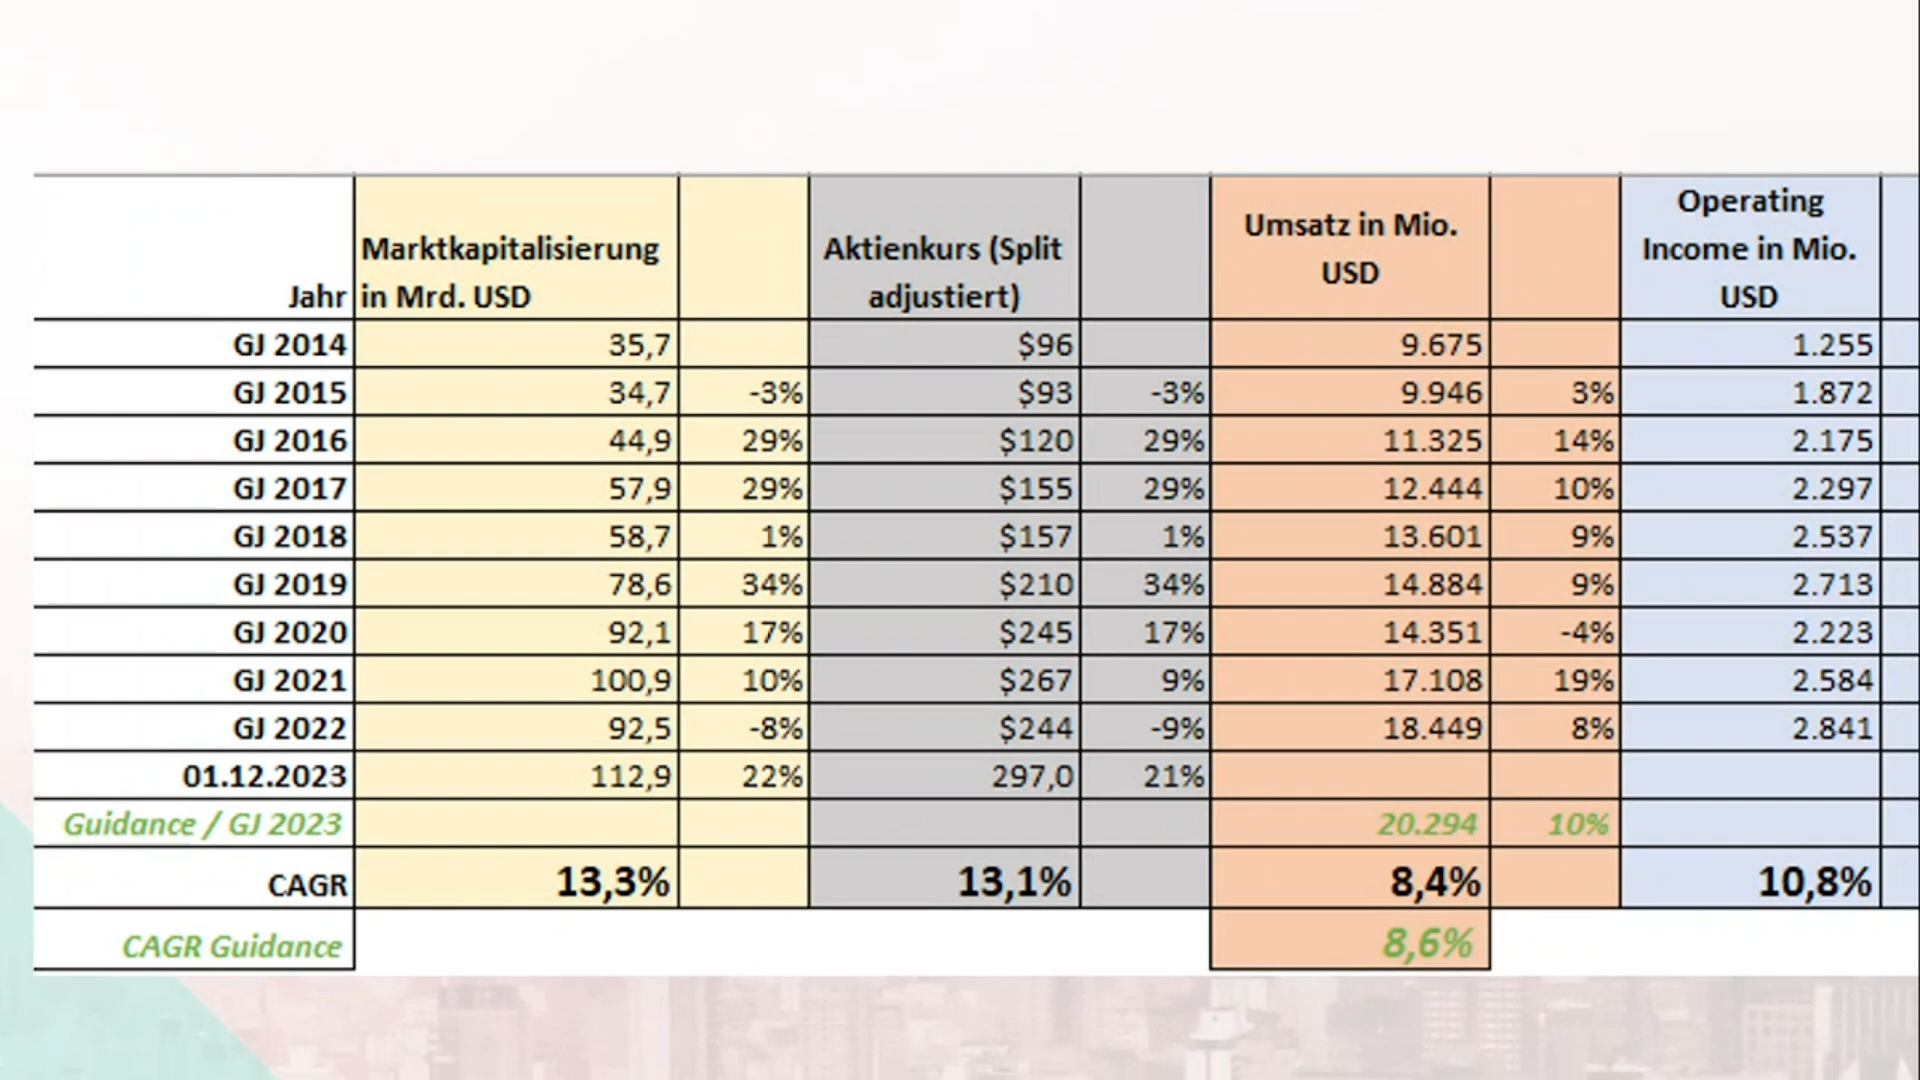 Jahr Marktkapitalisierung in Mrd. USD Aktienkurs (Split adjustiert) Umsatz in Mio. USD Operating Income in Mio. USD
GJ 2014 35,7 $96 9.675 1.255
GJ 2015 34,7 -3% $93 -3% 9.946 3% 1.872
GJ 2016 44,9 29% $120 29% 11.325 14% 2.175
GJ 2017 57,9 29% $155 29% 12.444 10% 2.297
GJ 2018 58,7 1% $157 1% 13.601 9% 2.537
GJ 2019 78,6 34% $210 34% 14.884 9% 2.713
GJ 2020 92,1 17% $245 17% 14.351 -4% 2.223
GJ 2021 100,9 10% $267 9% 17.108 19% 2.584
GJ 2022 92,5 -8% $244 -9% 18.449 8% 2.841
01.12.2023 112,9 22% 297,0 21%
Guidance / GJ 2023 20.294 10%
CAGR 13,3% 13,1% 8,4% 10,8%
CAGR Guidance 8,6%